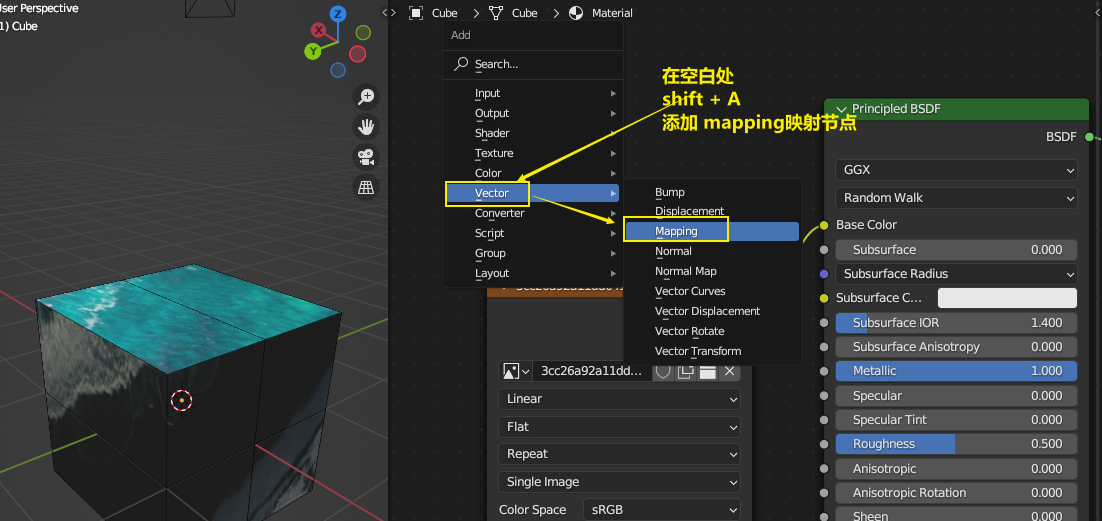 User Perspective
1) Cube
Z
X
Y
Cube
Cube
Material
Add
Search...
Input
Output
Shader
Texture
Color
Vector
Converter
Script
Group
Layout
在空白处
shift + A
添加 mapping映射节点
Bump
Displacement
Mapping
Normal
Normal Map
Vector Curves
Vector Displacement
Vector Rotate
Vector Transform
3cc26a92a11dd...
Linear
Flat
Repeat
Single Image
Color Space sRGB
Principled BSDF
BSDF
GGX
Random Walk
Base Color
Subsurface 0.000
Subsurface Radius
Subsurface C...
Subsurface IOR 1.400
Subsurface Anisotropy 0.000
Metallic 1.000
Specular 0.000
Specular Tint 0.000
Roughness 0.500
Anisotropic 0.000
Anisotropic Rotation 0.000
Sheen 0.000